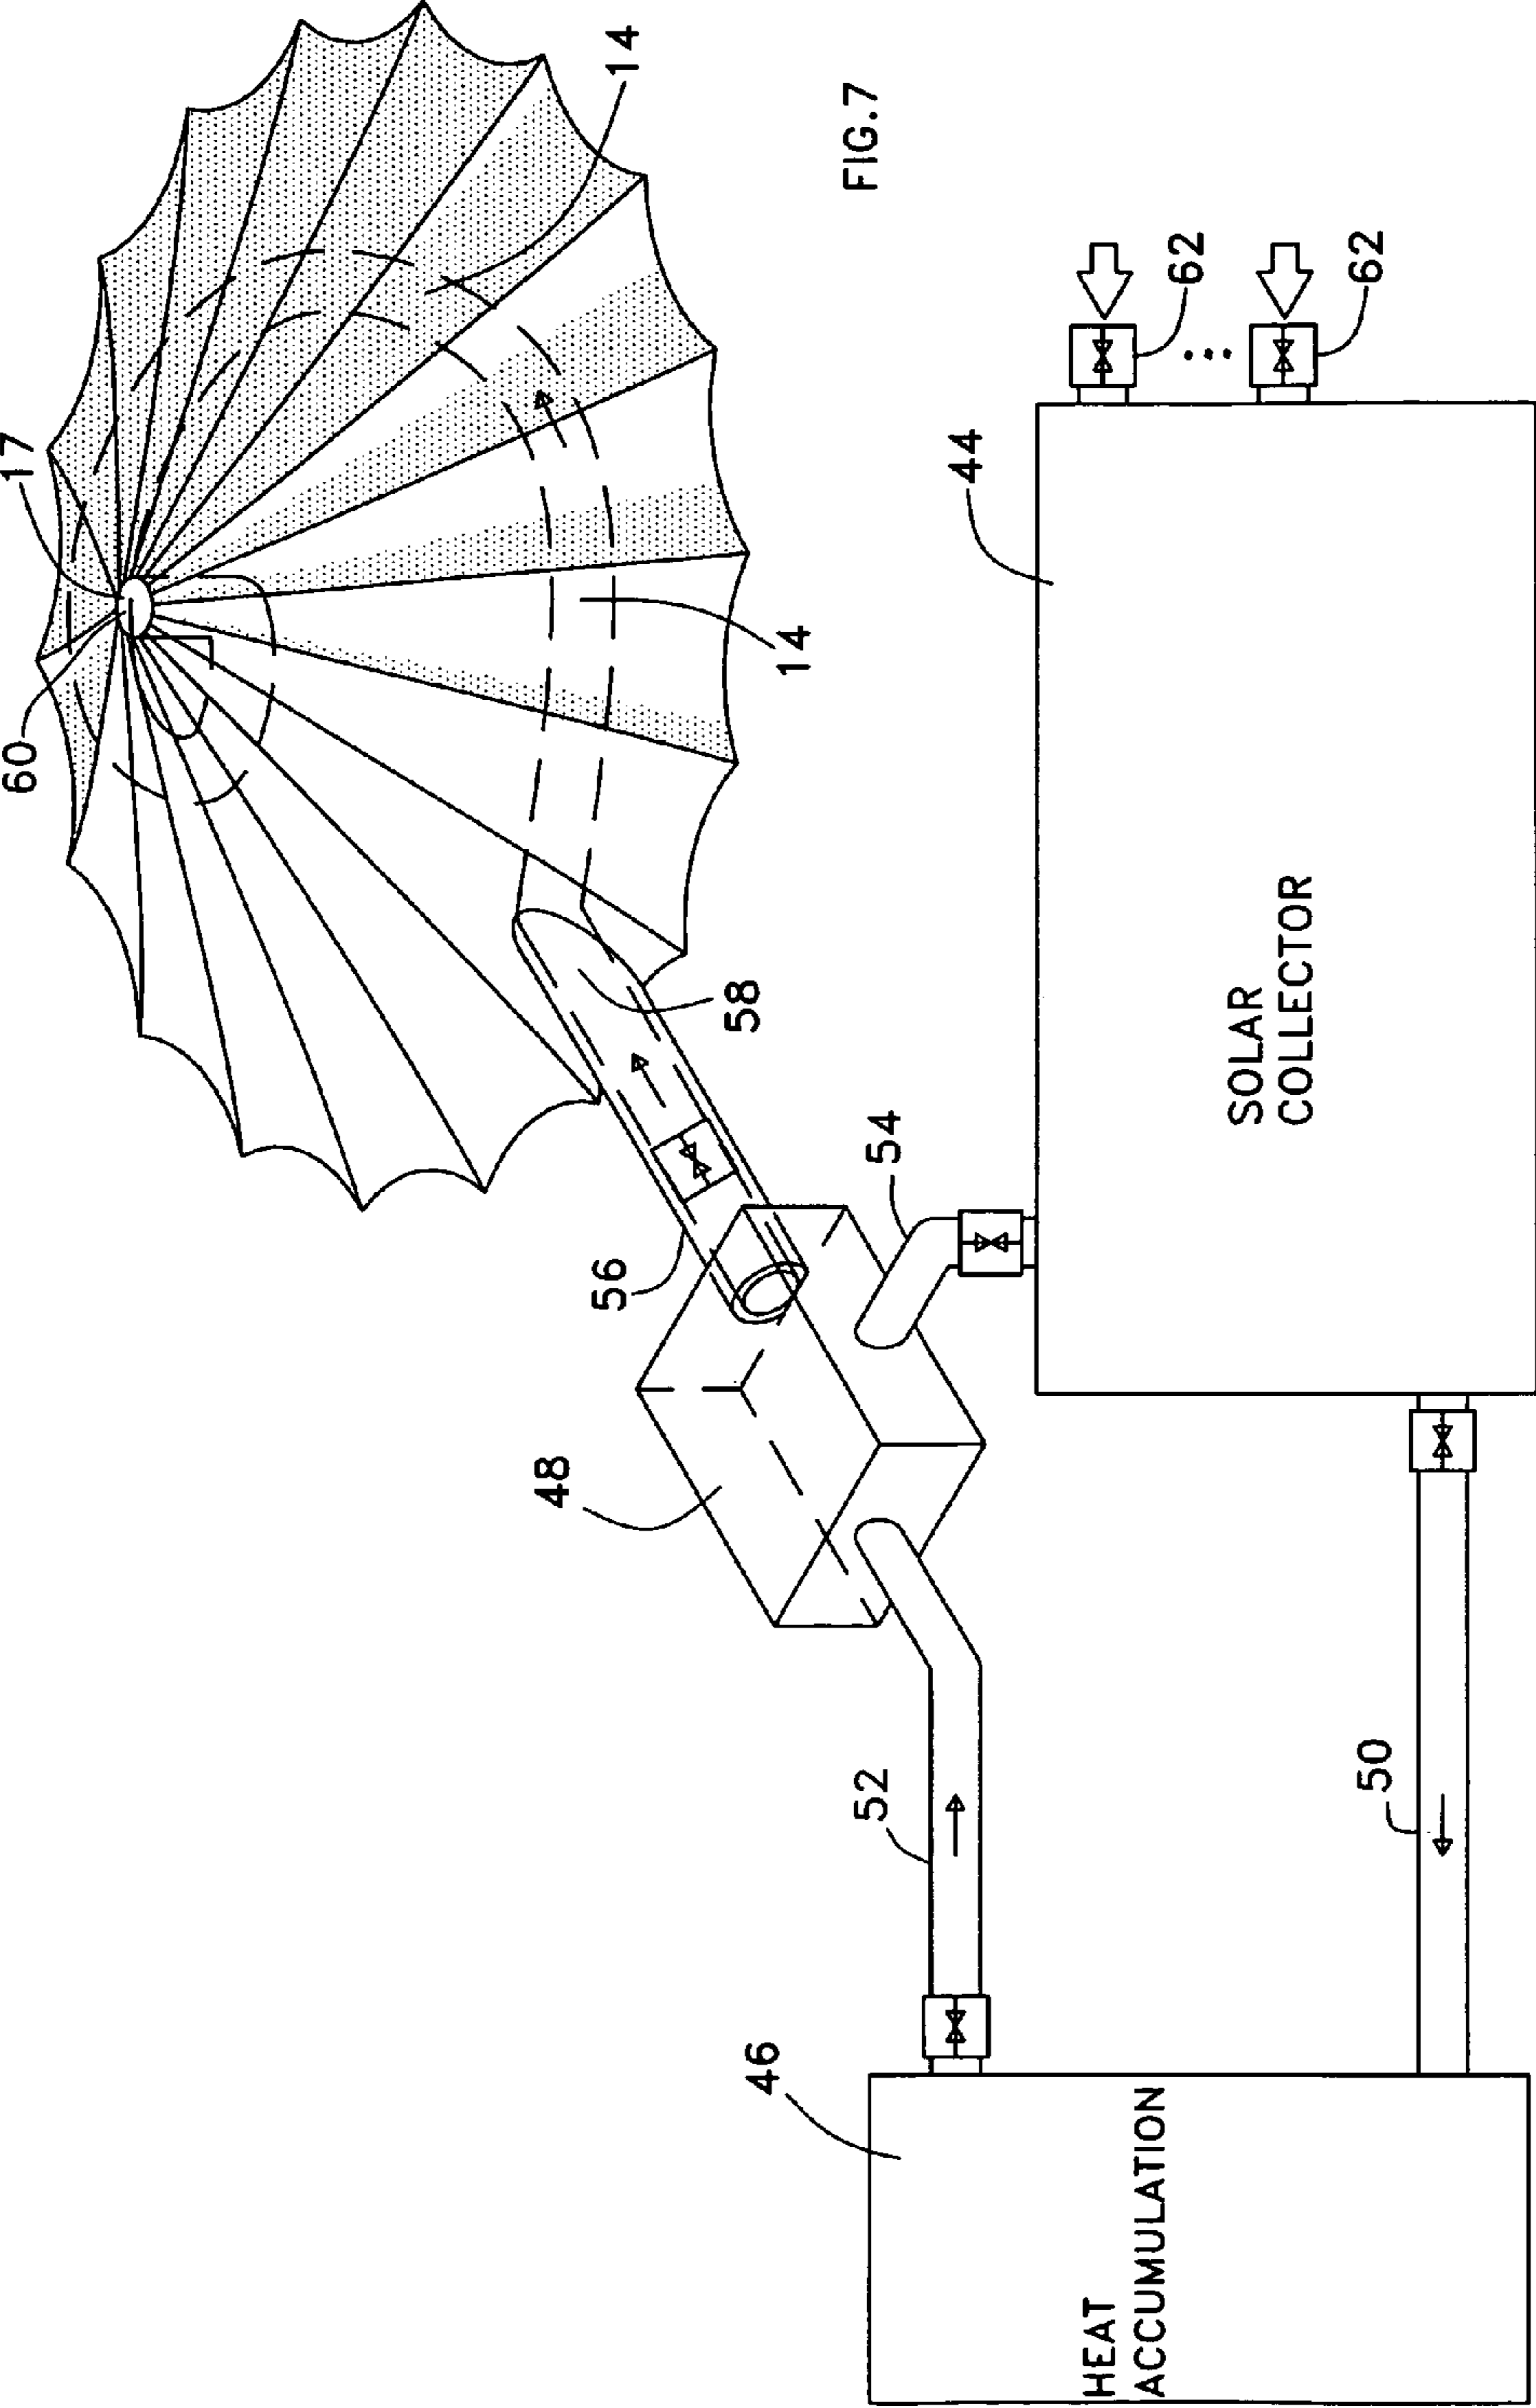 60
17
48
56
14
58
46
14
FIG.7
52
54
44
HEAT
ACCUMULATION
62
SOLAR
COLLECTOR
62
50